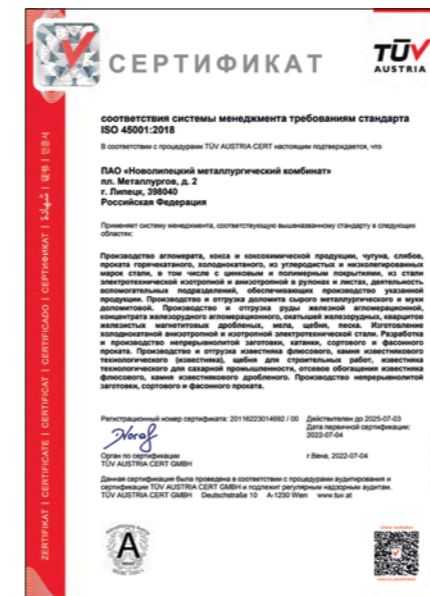 TÜV
AUSTRIA
СЕРТИФИКАТ
соответствия системы менеджмента требованиям стандарта
ISO 45001:2018
В соответствии с процедурами TÜV AUSTRIA CERT настоящим подтверждается, что
ПАО «Новолипецкий металлургический комбинат»
пл. Металлургов, д. 2
г. Липецк, 398040
Российская Федерация
Применяет систему менеджмента, соответствующую вышеназванному стандарту в следующих
областях:
Производство агломерата, кокса и коксохимической продукции, чугуна, слябов,
проката горячекатаного, холоднокатаного, из углеродистых и низколегированных
марок стали, в том числе с цинковым и полимерным покрытиями, из стали
электротехнической изотропной и анизотропной в рулонах и листах, деятельность
вспомогательных подразделений, обеспечивающих производство указанной
продукции. Производство и отгрузка доломита сырого металлургического и муки
доломитовой. Производство и отгрузка руды железной агломерационной,
концентрата железорудного агломерационного, окатышей железорудных, кварцитов
железистых магнетитовых дробленых, мела, щебня, песка. Изготовление
холоднокатаной анизотропной и изотропной электротехнической стали. Разработка
и производство непрерывнолитой заготовки, катанки, сортового и фасонного
проката. Производство и отгрузка известняка флюсового, камня известнякового
технологического (известняка), щебня для строительных работ, известняка
технологического для сахарной промышленности, отсевов обогащения известняка
флюсового, камня известнякового дробленого. Производство непрерывнолитой
заготовки, сортового и фасонного проката.
Регистрационный номер сертификата: 20116223014692 / 00
Действителен до 2025-07-03
Дата первичной сертификации:
2022-07-04
Орган по сертификации
TÜV AUSTRIA CERT GMBH
г.Вена, 2022-07-04
Данная сертификация была проведена в соответствии с процедурами аудитирования и
сертификации TÜV AUSTRIA CERT GMBH и подлежит регулярным надзорным аудитам.
TÜV AUSTRIA CERT GMBH Deutschstraße 10 A-1230 Wien www.tuv.at
ZERTIFIKAT | CERTIFICATE | CERTIFICAT | CERTIFICADO | СЕРТИФИКАТ | شهادة | 证书 | 인증서
A